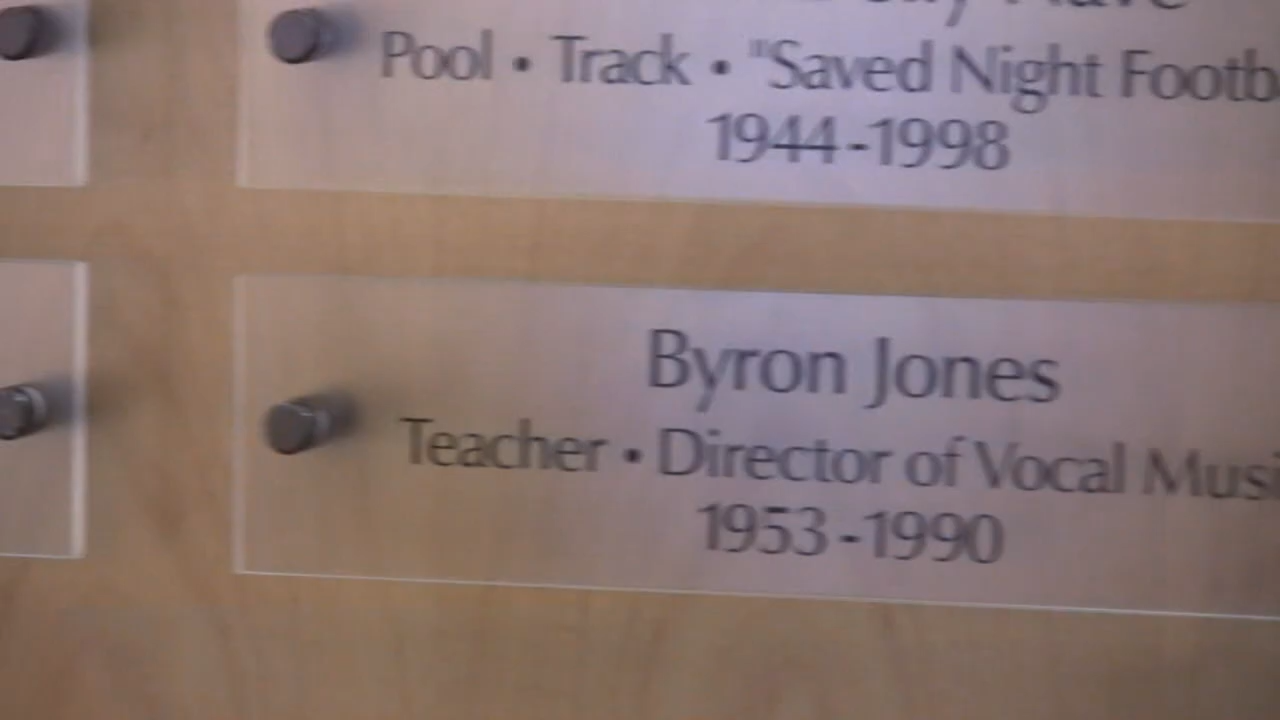 Pool • Track • "Saved Night Footb
1944-1998
Byron Jones
Teacher • Director of Vocal Musi
1953-1990